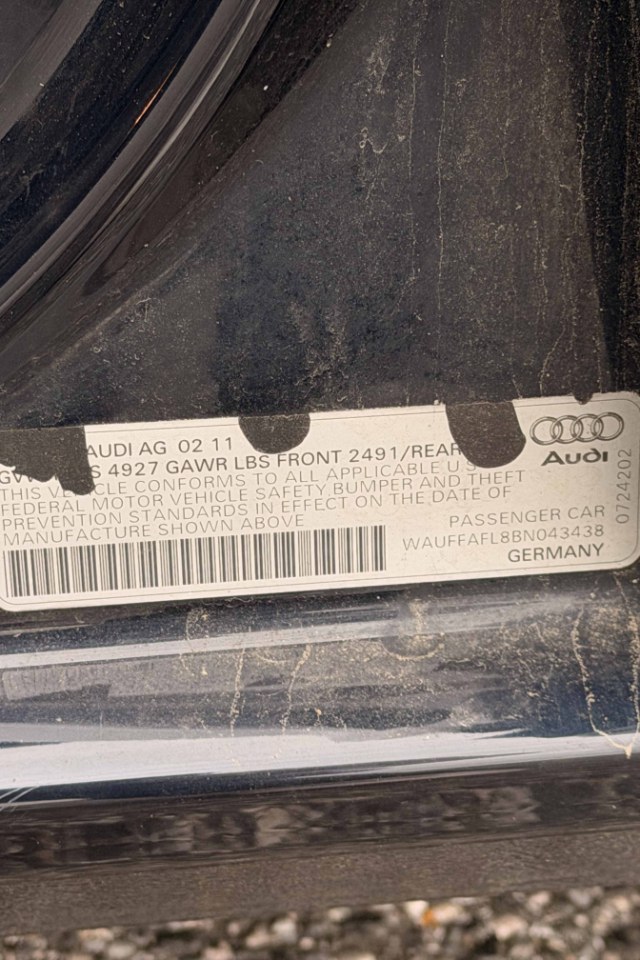 AUDI AG 02 11
4927 GAWR LBS FRONT 2491/REAR
THIS VEHICLE CONFORMS TO ALL APPLICABLE U.S
FEDERAL MOTOR VEHICLE SAFETY, BUMPER AND THEFT
PREVENTION STANDARDS IN EFFECT ON THE DATE OF
MANUFACTURE SHOWN ABOVE
PASSENGER CAR
WAUFFAFL8BN043438
GERMANY
Audi
0724202